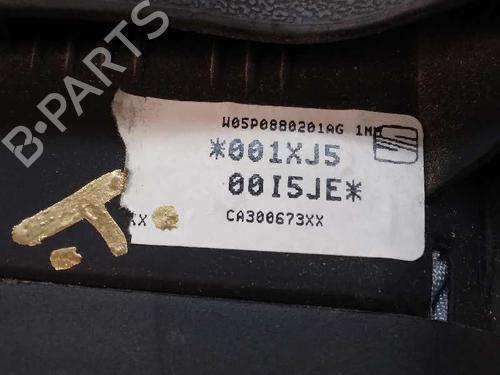 W05P0880201AG 1M
*001XJ5
00I5JE*
XX CA300673XX
B-PARTS